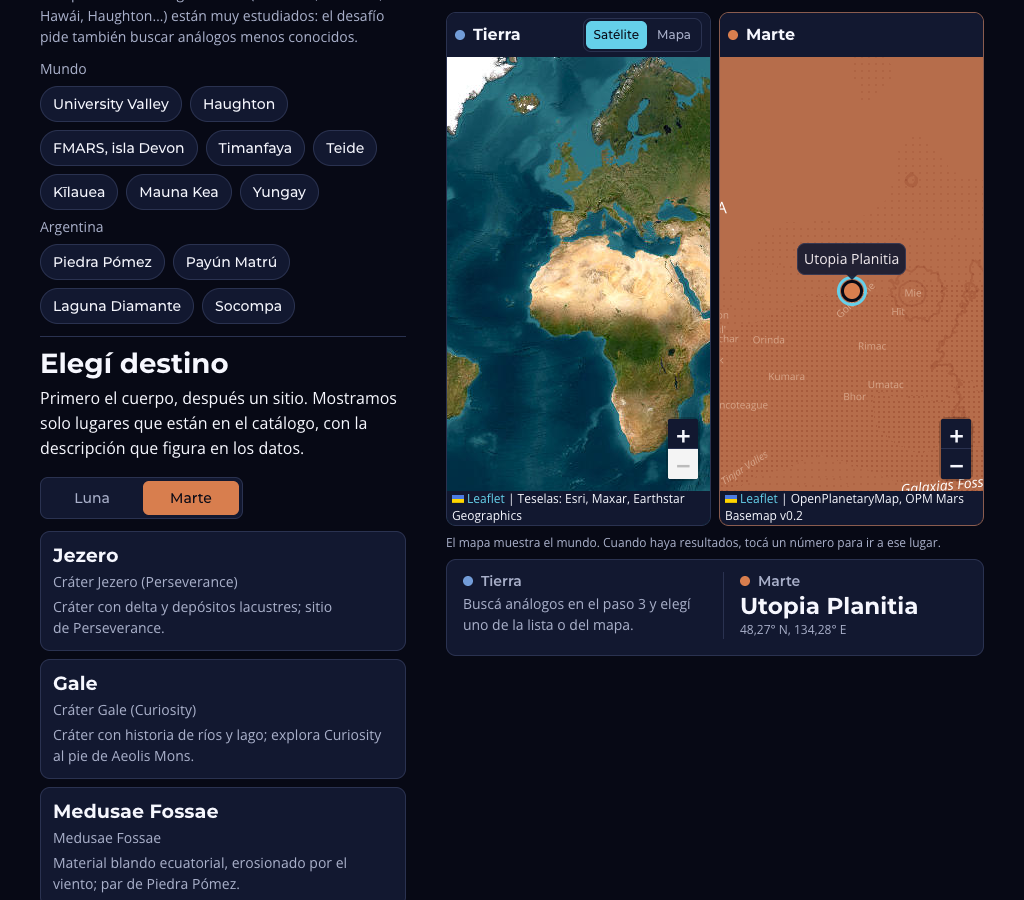 Hawái, Haughton...) están muy estudiados: el desafío
pide también buscar análogos menos conocidos.
Mundo
University Valley
Haughton
FMARS, isla Devon
Timanfaya
Teide
Kīlauea
Mauna Kea
Yungay
Argentina
Piedra Pómez
Payún Matrú
Laguna Diamante
Socompa
Elegí destino
Primero el cuerpo, después un sitio. Mostramos
solo lugares que están en el catálogo, con la
descripción que figura en los datos.
Luna
Marte
Jezero
Cráter Jezero (Perseverance)
Cráter con delta y depósitos lacustres; sitio
de Perseverance.
Gale
Cráter Gale (Curiosity)
Cráter con historia de ríos y lago; explora Curiosity
al pie de Aeolis Mons.
Medusae Fossae
Medusae Fossae
Material blando ecuatorial, erosionado por el
viento; par de Piedra Pómez.
Tierra
Satélite
Mapa
+
−
Leaflet | Teselas: Esri, Maxar, Earthstar
Geographics
Marte
A
Utopia Planitia
Mie
Hit
on
char
Orinda
Rimac
Kumara
Umatac
Bhor
ncoteague
Tinjar Valles
Galaxias Foss
+
−
Leaflet | OpenPlanetaryMap, OPM Mars
Basemap v0.2
El mapa muestra el mundo. Cuando haya resultados, tocá un número para ir a ese lugar.
Tierra
Buscá análogos en el paso 3 y elegí
uno de la lista o del mapa.
Marte
Utopia Planitia
48,27° N, 134,28° E